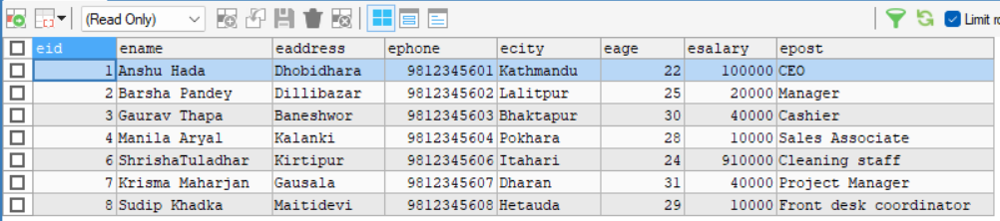 (Read Only) Limit ro
eid ename eaddress ephone ecity eage esalary epost
1 Anshu Hada Dhobidhara 9812345601 Kathmandu 22 100000 CEO
2 Barsha Pandey Dillibazar 9812345602 Lalitpur 25 20000 Manager
3 Gaurav Thapa Baneshwor 9812345603 Bhaktapur 30 40000 Cashier
4 Manila Aryal Kalanki 9812345604 Pokhara 28 10000 Sales Associate
6 ShrishaTuladhar Kirtipur 9812345606 Itahari 24 910000 Cleaning staff
7 Krisma Maharjan Gausala 9812345607 Dharan 31 40000 Project Manager
8 Sudip Khadka Maitidevi 9812345608 Hetauda 29 10000 Front desk coordinator